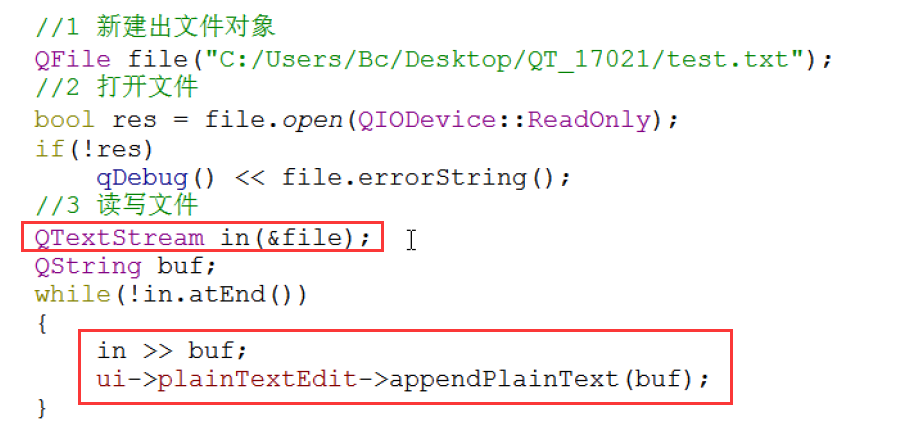 //1 新建出文件对象
QFile file("C:/Users/Bc/Desktop/QT_17021/test.txt");
//2 打开文件
bool res = file.open(QIODevice::ReadOnly);
if(!res)
    qDebug() << file.errorString();
//3 读写文件
QTextStream in(&file);
QString buf;
while(!in.atEnd())
{
    in >> buf;
    ui->plainTextEdit->appendPlainText(buf);
}